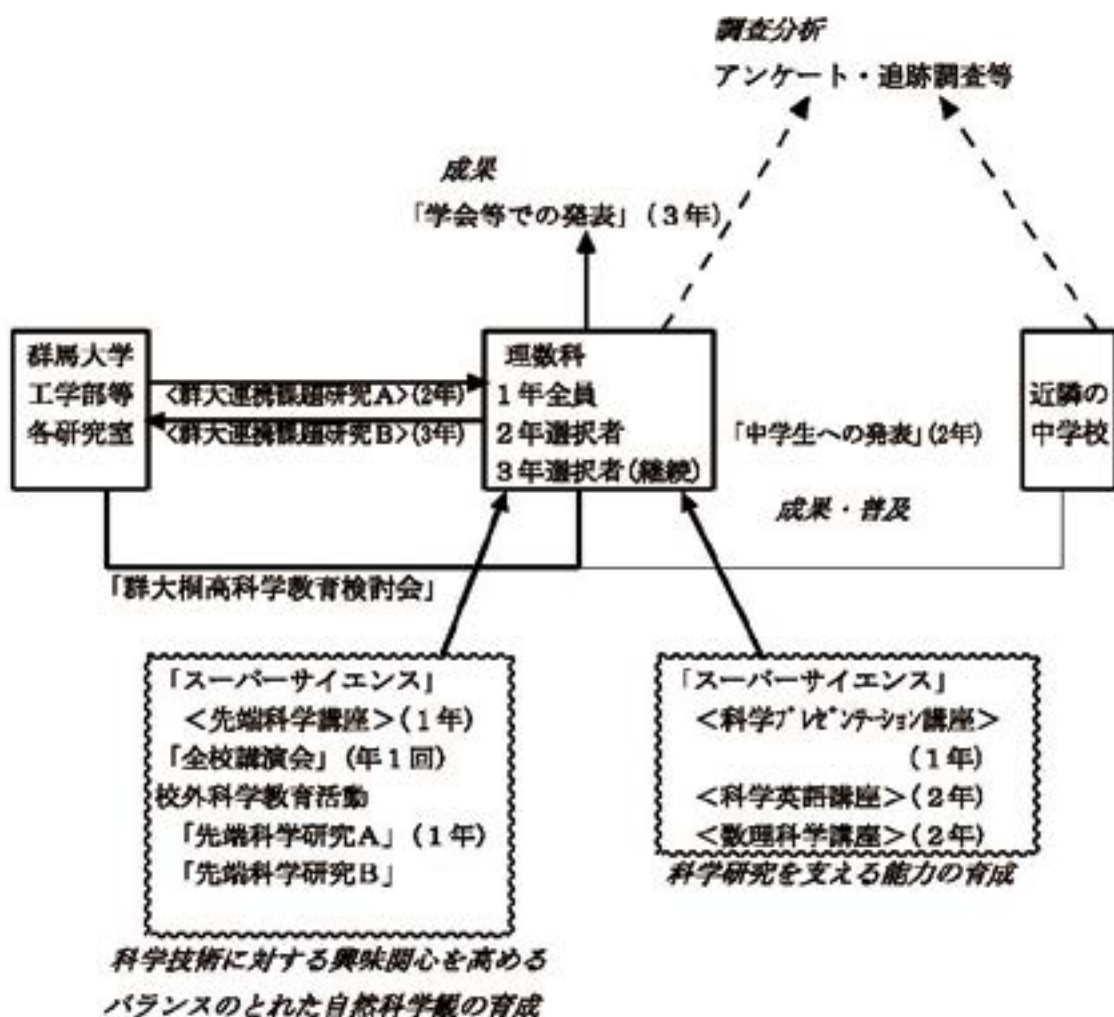 調査分析
アンケート・追跡調査等
成果
「学会等での発表」(3年)
群馬大学
工学部等
各研究室
<群大連携課題研究A>(2年)
<群大連携課題研究B>(3年)
理数科
1年全員
2年選択者
3年選択者(継続)
「中学生への発表」(2年)
成果・普及
近隣の
中学校
「群大桐高科学教育検討会」
「スーパーサイエンス」
<先端科学講座>(1年)
「全校講演会」(年1回)
校外科学教育活動
「先端科学研究A」(1年)
「先端科学研究B」
科学技術に対する興味関心を高める
バランスのとれた自然科学観の育成
「スーパーサイエンス」
<科学プレゼンテーション講座>
(1年)
<科学英語講座>(2年)
<数理科学講座>(2年)
科学研究を支える能力の育成